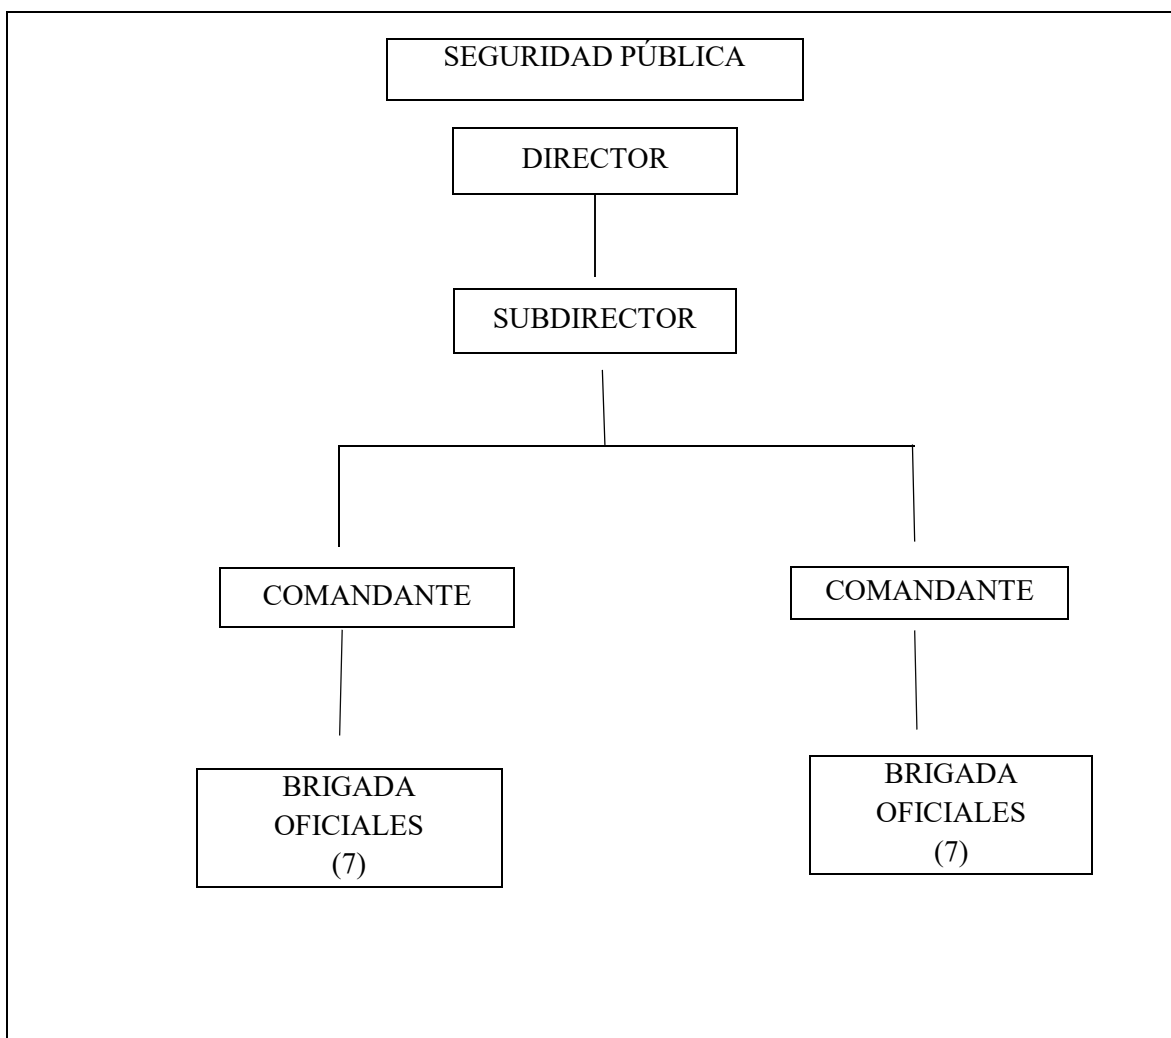 SEGURIDAD PÚBLICA
DIRECTOR
SUBDIRECTOR
COMANDANTE
COMANDANTE
BRIGADA
OFICIALES
(7)
BRIGADA
OFICIALES
(7)